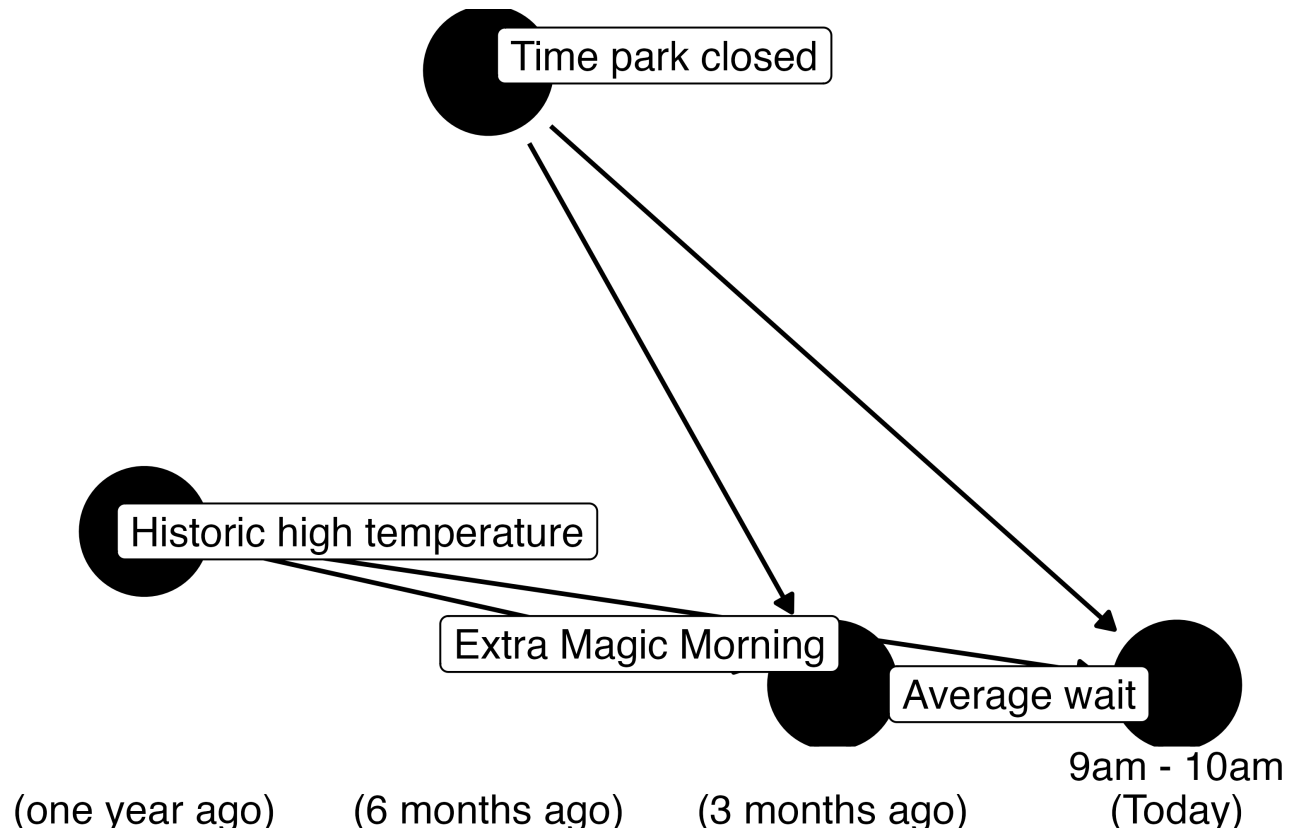 Time park closed
Historic high temperature
Extra Magic Morning
Average wait
9am - 10am
(one year ago) (6 months ago) (3 months ago) (Today)